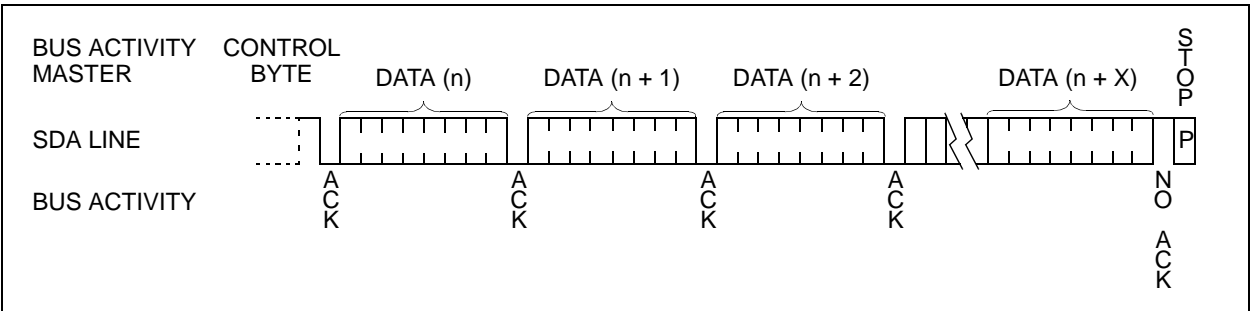 BUS ACTIVITY
MASTER
CONTROL
BYTE
DATA (n)
DATA (n + 1)
DATA (n + 2)
DATA (n + X)
STOP
SDA LINE
P
BUS ACTIVITY
ACK
ACK
ACK
ACK
NO ACK